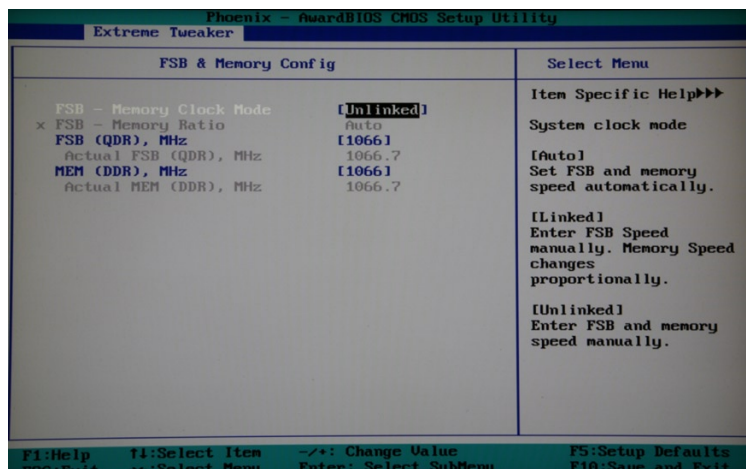 Phoenix - AwardBIOS CMOS Setup Utility
Extreme Tweaker
FSB & Memory Config
Select Menu
FSB - Memory Clock Mode [Unlinked]
x FSB - Memory Ratio Auto
FSB (QDR), MHz [1066]
Actual FSB (QDR), MHz 1066.7
MEM (DDR), MHz [1066]
Actual MEM (DDR), MHz 1066.7
Item Specific Help▶▶▶
System clock mode
[Auto]
Set FSB and memory
speed automatically.
[Linked]
Enter FSB Speed
manually. Memory Speed
changes
proportionally.
[Unlinked]
Enter FSB and memory
speed manually.
F1:Help ↑↓:Select Item -/+: Change Value F5:Setup Defaults
Select Menu Enter: Select SubMenu F10:Save and Exit